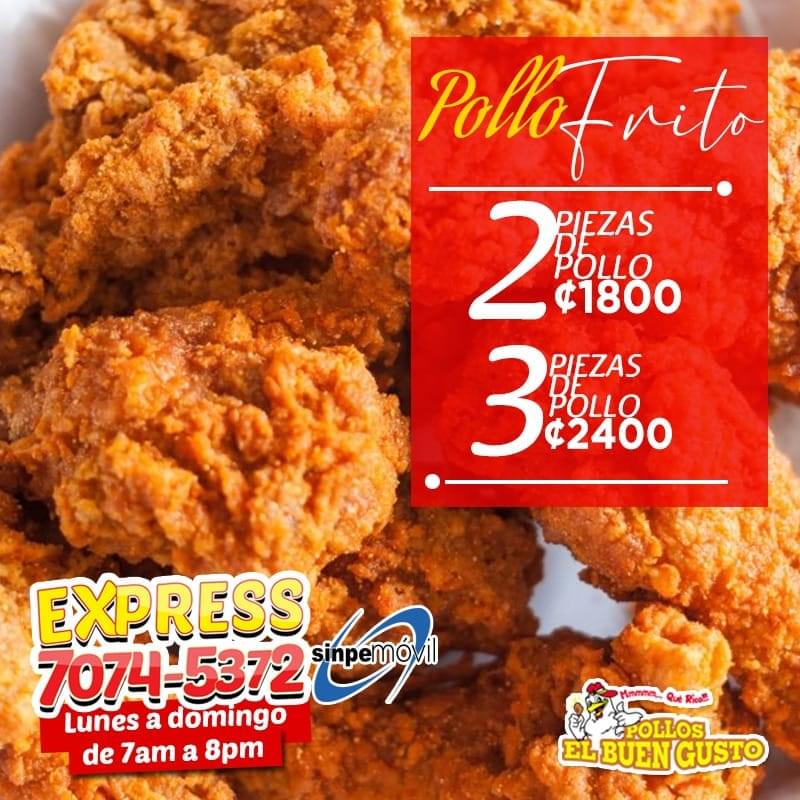 Pollo Frito
2 PIEZAS
DE
POLLO
₡1800
3 PIEZAS
DE
POLLO
₡2400
EXPRESS
7074-5372
Lunes a domingo
de 7am a 8pm
sinpemóvil
Mmmmm... Qué Rico!!!
POLLOS
EL BUEN GUSTO